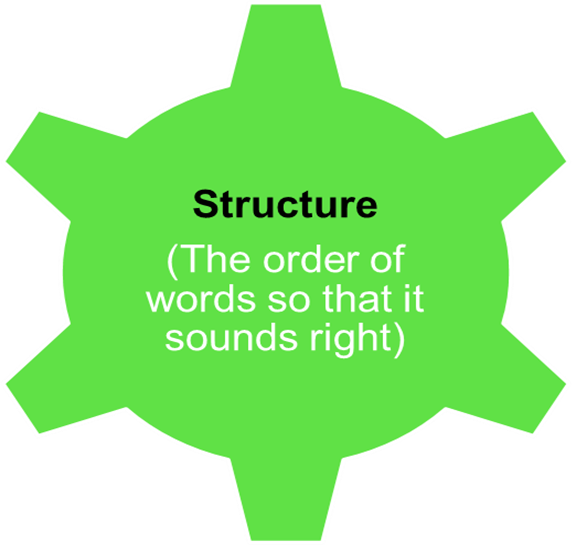 Structure
(The order of
words so that it
sounds right)